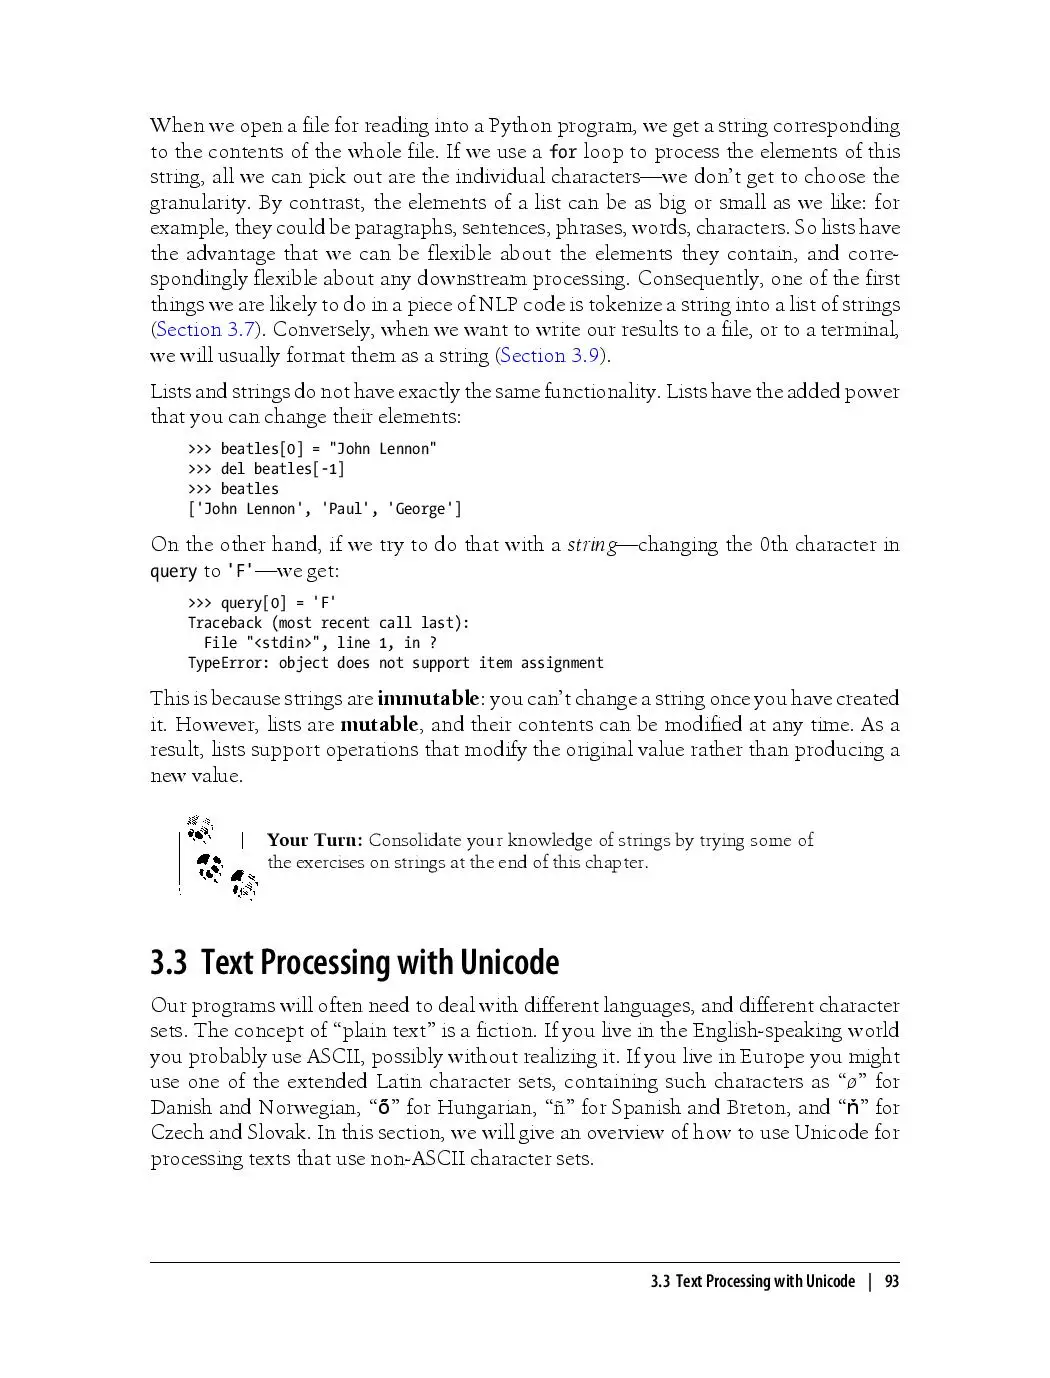 When we open a file for reading into a Python program, we get a string corresponding
to the contents of the whole file. If we use a for loop to process the elements of this
string, all we can pick out are the individual characters—we don't get to choose the
granularity. By contrast, the elements of a list can be as big or small as we like: for
example, they could be paragraphs, sentences, phrases, words, characters. So lists have
the advantage that we can be flexible about the elements they contain, and corre-
spondingly flexible about any downstream processing. Consequently, one of the first
things we are likely to do in a piece of NLP code is tokenize a string into a list of strings
(Section 3.7). Conversely, when we want to write our results to a file, or to a terminal,
we will usually format them as a string (Section 3.9).
Lists and strings do not have exactly the same functionality. Lists have the added power
that you can change their elements:
>>> beatles[0] = "John Lennon"
>>> del beatles[-1]
>>> beatles
['John Lennon', 'Paul', 'George']
On the other hand, if we try to do that with a string—changing the 0th character in
query to 'F'—we get:
>>> query[0] = 'F'
Traceback (most recent call last):
  File "<stdin>", line 1, in ?
TypeError: object does not support item assignment
This is because strings are immutable: you can't change a string once you have created
it. However, lists are mutable, and their contents can be modified at any time. As a
result, lists support operations that modify the original value rather than producing a
new value.
Your Turn: Consolidate your knowledge of strings by trying some of
the exercises on strings at the end of this chapter.
3.3 Text Processing with Unicode
Our programs will often need to deal with different languages, and different character
sets. The concept of “plain text” is a fiction. If you live in the English-speaking world
you probably use ASCII, possibly without realizing it. If you live in Europe you might
use one of the extended Latin character sets, containing such characters as “ø” for
Danish and Norwegian, “ő” for Hungarian, “ñ” for Spanish and Breton, and “ň” for
Czech and Slovak. In this section, we will give an overview of how to use Unicode for
processing texts that use non-ASCII character sets.
3.3 Text Processing with Unicode | 93